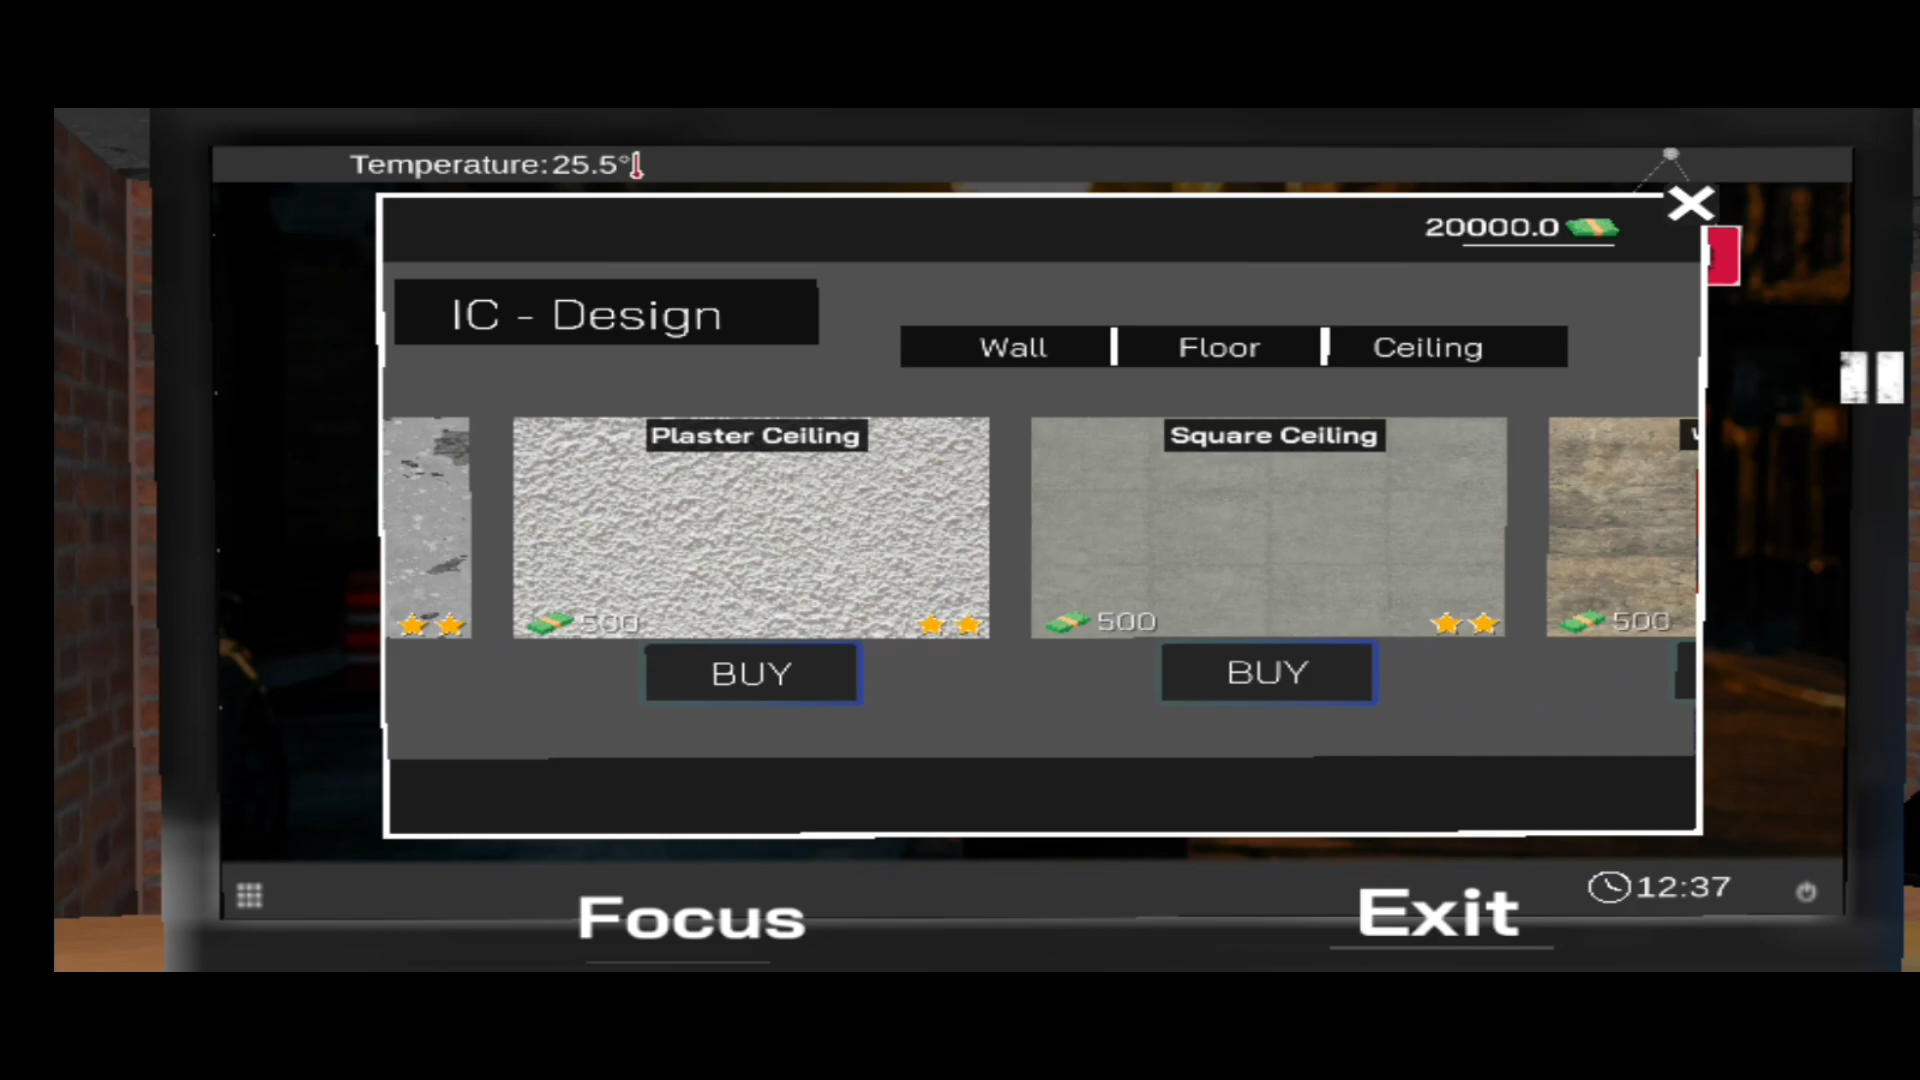 Temperature: 25.5°
20000.0
IC - Design
Wall
Floor
Ceiling
Plaster Ceiling
Square Ceiling
500
500
500
BUY
BUY
12:37
Focus
Exit